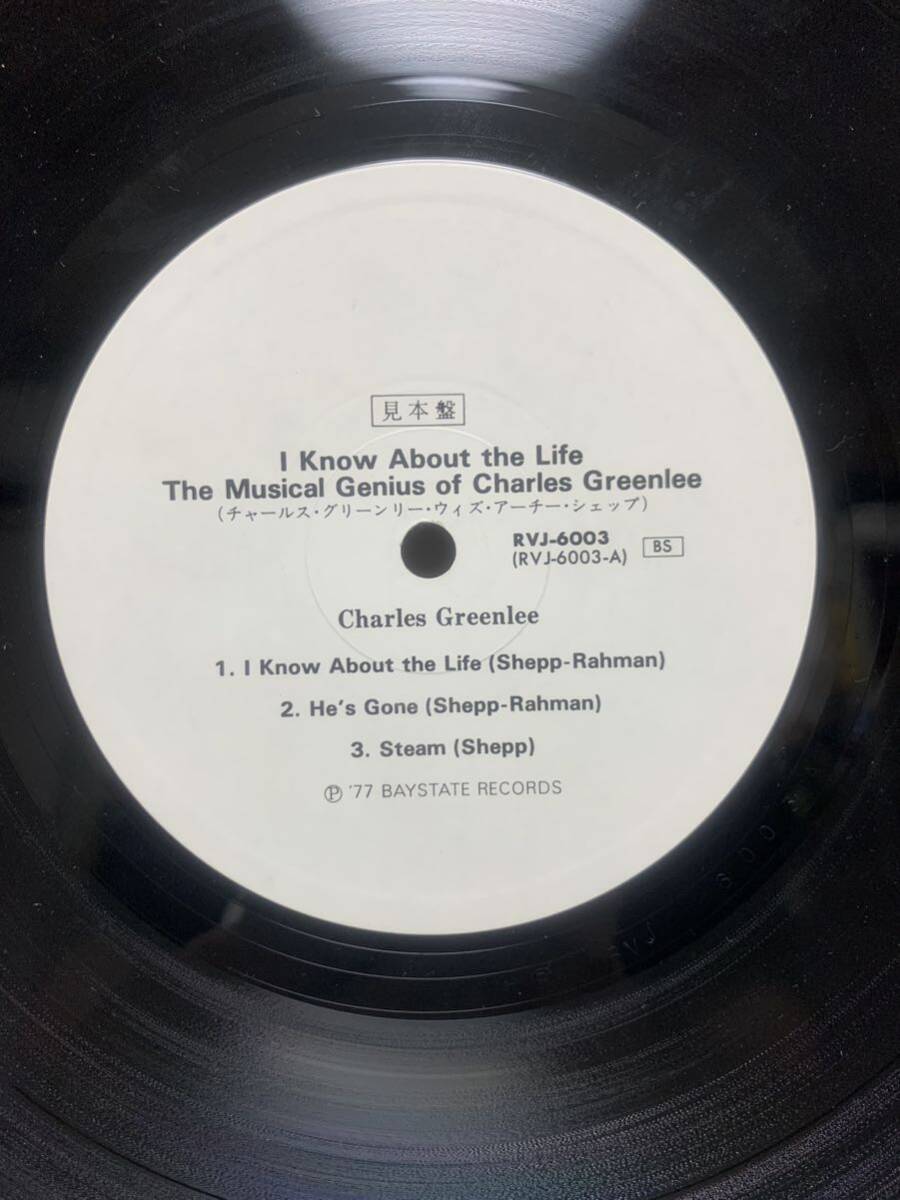 見本盤
I Know About the Life
The Musical Genius of Charles Greenlee
(チャールス・グリーンリー・ウィズ・アーチー・シェップ)
RVJ-6003
(RVJ-6003-A) BS
Charles Greenlee
1. I Know About the Life (Shepp-Rahman)
2. He's Gone (Shepp-Rahman)
3. Steam (Shepp)
Ⓟ '77 BAYSTATE RECORDS